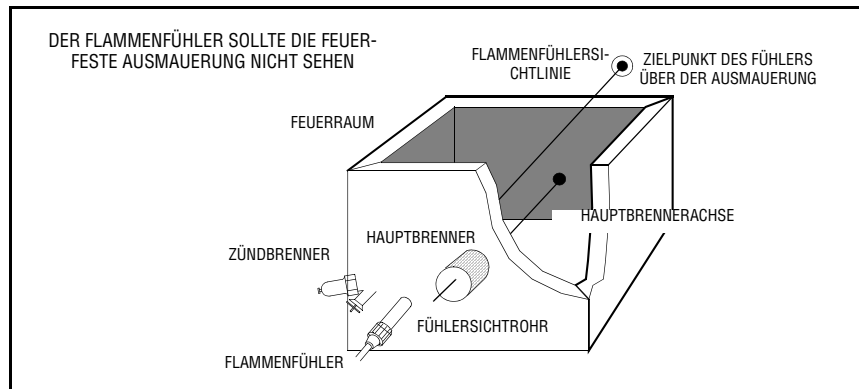 DER FLAMMENFÜHLER SOLLTE DIE FEUER-
FESTE AUSMAUERUNG NICHT SEHEN
FLAMMENFÜHLERSI-
CHTLINIE
ZIELPUNKT DES FÜHLERS
ÜBER DER AUSMAUERUNG
FEUERRAUM
HAUPTBRENNERACHSE
HAUPTBRENNER
ZÜNDBRENNER
FÜHLERSICHTROHR
FLAMMENFÜHLER